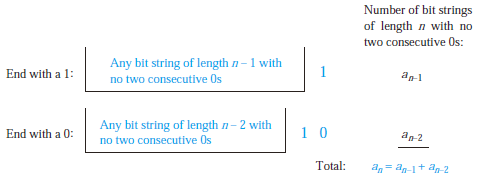 Number of bit strings
of length n with no
two consecutive 0s:
End with a 1:
Any bit string of length n – 1 with
no two consecutive 0s
1
aₙ₋₁
End with a 0:
Any bit string of length n – 2 with
no two consecutive 0s
1 0
aₙ₋₂
Total:
aₙ = aₙ₋₁ + aₙ₋₂